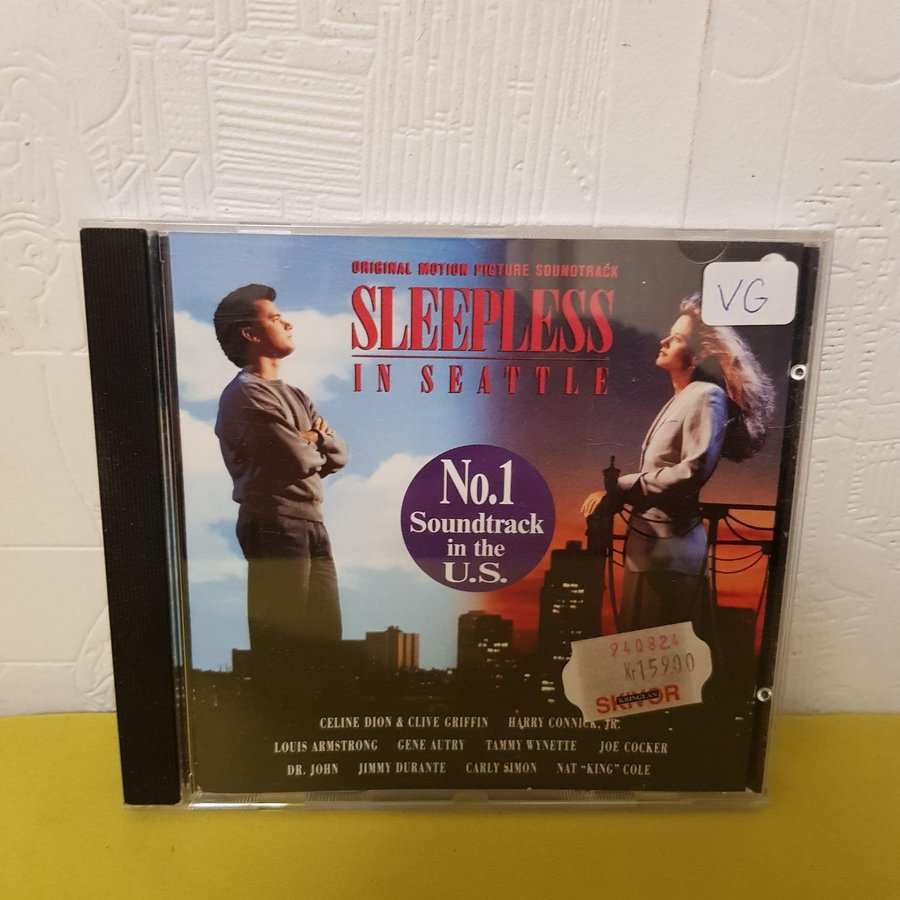 ORIGINAL MOTION PICTURE SOUNDTRACK
VG
SLEEPLESS
IN SEATTLE
No.1
Soundtrack
in the
U.S.
940824
Kr159.00
SKIVOR
KRINGLAN
CELINE DION & CLIVE GRIFFIN HARRY CONNICK, JR.
LOUIS ARMSTRONG GENE AUTRY TAMMY WYNETTE JOE COCKER
DR. JOHN JIMMY DURANTE CARLY SIMON NAT "KING" COLE